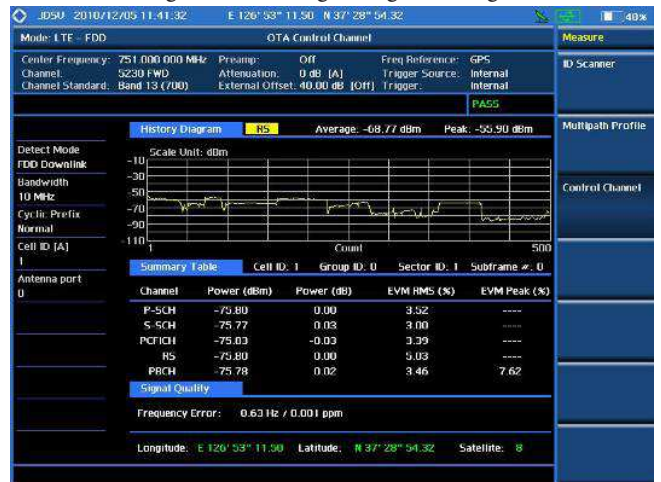 JDSU 2010/12/05 11:41:32 E 126° 53" 11.50 N 37° 28" 54.32 40%
Mode: LTE - FDD OTA Control Channel Measure
Center Frequency: 751.000 000 MHz Preamp: Off Freq Reference: GPS
Channel: 5230 FWD Attenuation: 0 dB [A] Trigger Source: Internal
Channel Standard: Band 13 (700) External Offset: 40.00 dB [Off] Trigger: Internal
ID Scanner
PASS
History Diagram RS Average: -68.77 dBm Peak: -55.90 dBm
Multipath Profile
Detect Mode
FDD Downlink
Scale Unit: dBm
-10
-30
-50
-70
-90
-110
1 Count 500
Bandwidth
10 MHz
Control Channel
Cyclic Prefix
Normal
Cell ID [A]
1
Antenna port
0
Summary Table Cell ID: 1 Group ID: 0 Sector ID: 1 Subframe #: 0
Channel Power (dBm) Power (dB) EVM RMS (%) EVM Peak (%)
P-SCH -75.80 0.00 3.52 ----
S-SCH -75.77 0.03 3.00 ----
PCFICH -75.83 -0.03 3.39 ----
RS -75.80 0.00 5.03 ----
PBCH -75.78 0.02 3.46 7.62
Signal Quality
Frequency Error: 0.63 Hz / 0.001 ppm
Longitude: E 126° 53" 11.50 Latitude: N 37° 28" 54.32 Satellite: 8